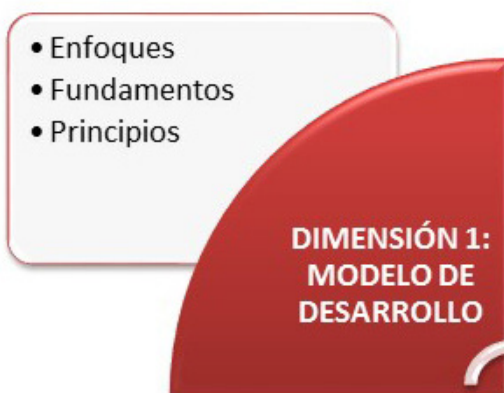 • Enfoques
• Fundamentos
• Principios
DIMENSIÓN 1:
MODELO DE
DESARROLLO